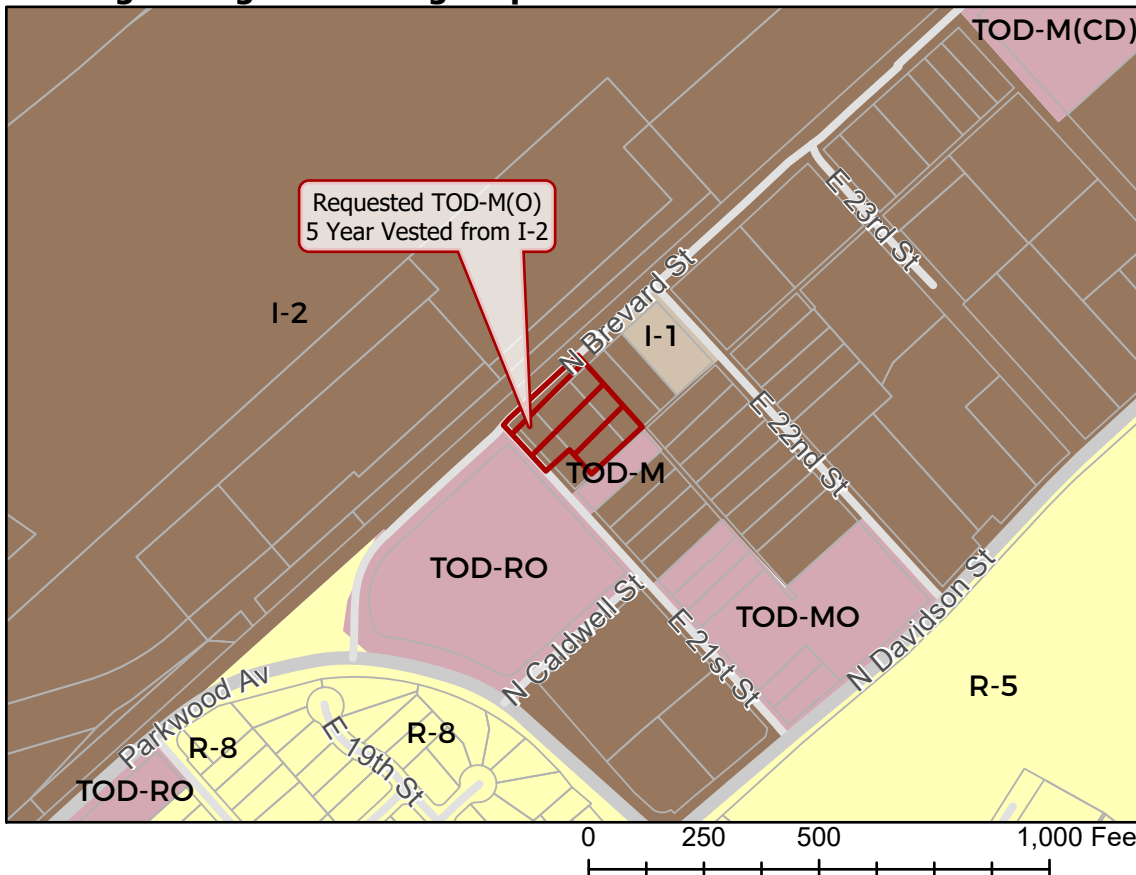 TOD-M(CD)
E 23rd St
Requested TOD-M(O)
5 Year Vested from I-2
N Brevard St
I-2
I-1
E 22nd St
TOD-M
TOD-RO
TOD-MO
N Caldwell St
E 21st St
N Davidson St
R-5
Parkwood Av
R-8
R-8
E 19th St
TOD-RO
0 250 500 1,000 Fee